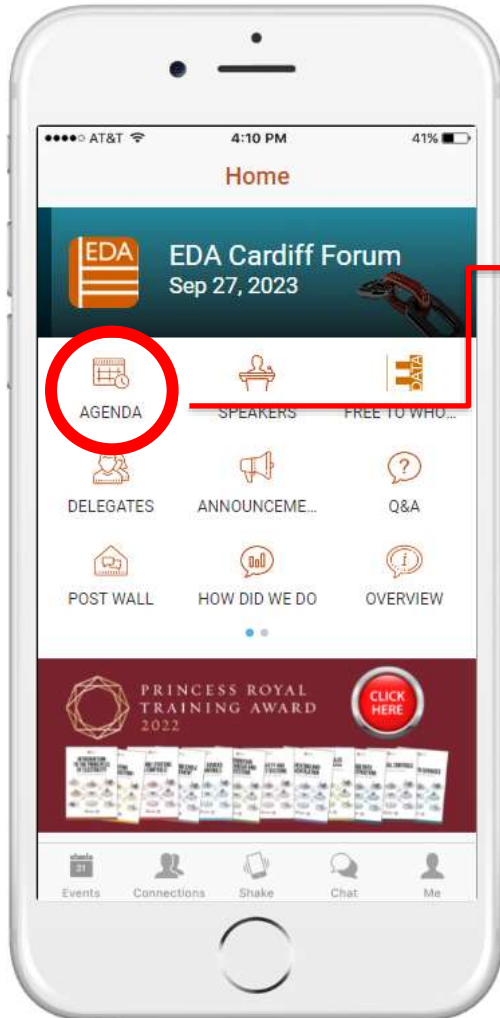 AT&T 4:10 PM 41%
Home
EDA
EDA Cardiff Forum
Sep 27, 2023
DATA
AGENDA SPEAKERS FREE TO WHO...
?
DELEGATES ANNOUNCEME... Q&A
i
POST WALL HOW DID WE DO OVERVIEW
PRINCESS ROYAL
TRAINING AWARD
2022
CLICK
HERE
21
Events Connections Shake Chat Me